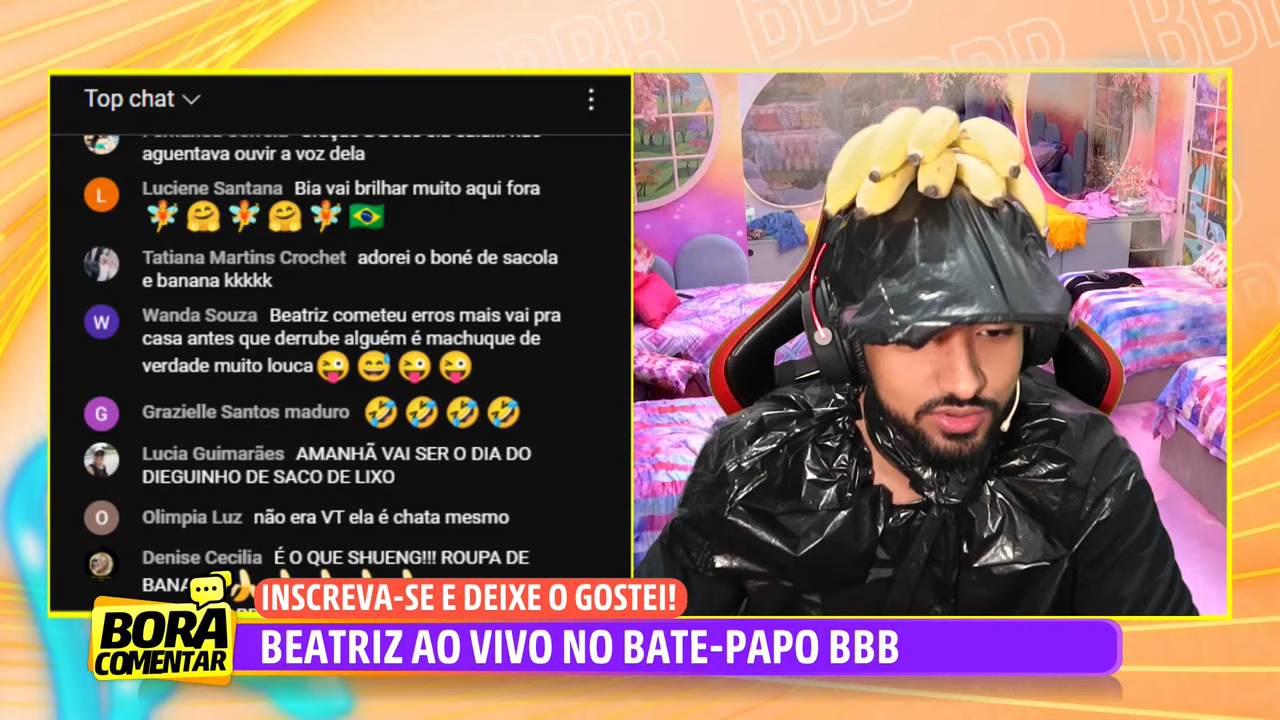 BBB
BBB
BBB
BBB
Top chat
aguentava ouvir a voz dela
L
Luciene Santana Bia vai brilhar muito aqui fora
Tatiana Martins Crochet adorei o boné de sacola
e banana kkkkk
W
Wanda Souza Beatriz cometeu erros mais vai pra
casa antes que derrube alguém é machuque de
verdade muito louca
G
Grazielle Santos maduro
Lucia Guimarães AMANHÃ VAI SER O DIA DO
DIEGUINHO DE SACO DE LIXO
O
Olimpia Luz não era VT ela é chata mesmo
Denise Cecilia É O QUE SHUENG!!! ROUPA DE
INSCREVA-SE E DEIXE O GOSTEI!
BORA
COMENTAR
BEATRIZ AO VIVO NO BATE-PAPO BBB